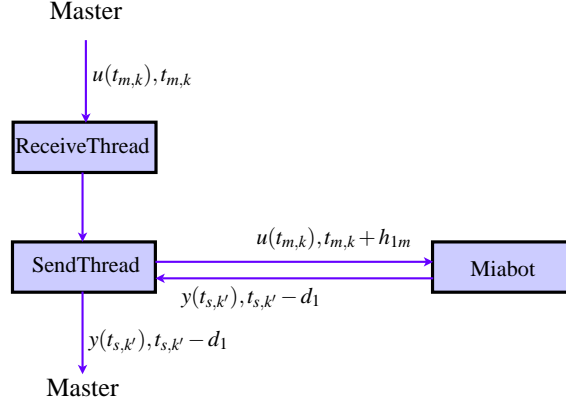 Master
u(t_{m,k}), t_{m,k}
ReceiveThread
u(t_{m,k}), t_{m,k} + h_{1m}
SendThread
Miabot
y(t_{s,k'}), t_{s,k'} − d_1
y(t_{s,k'}), t_{s,k'} − d_1
Master